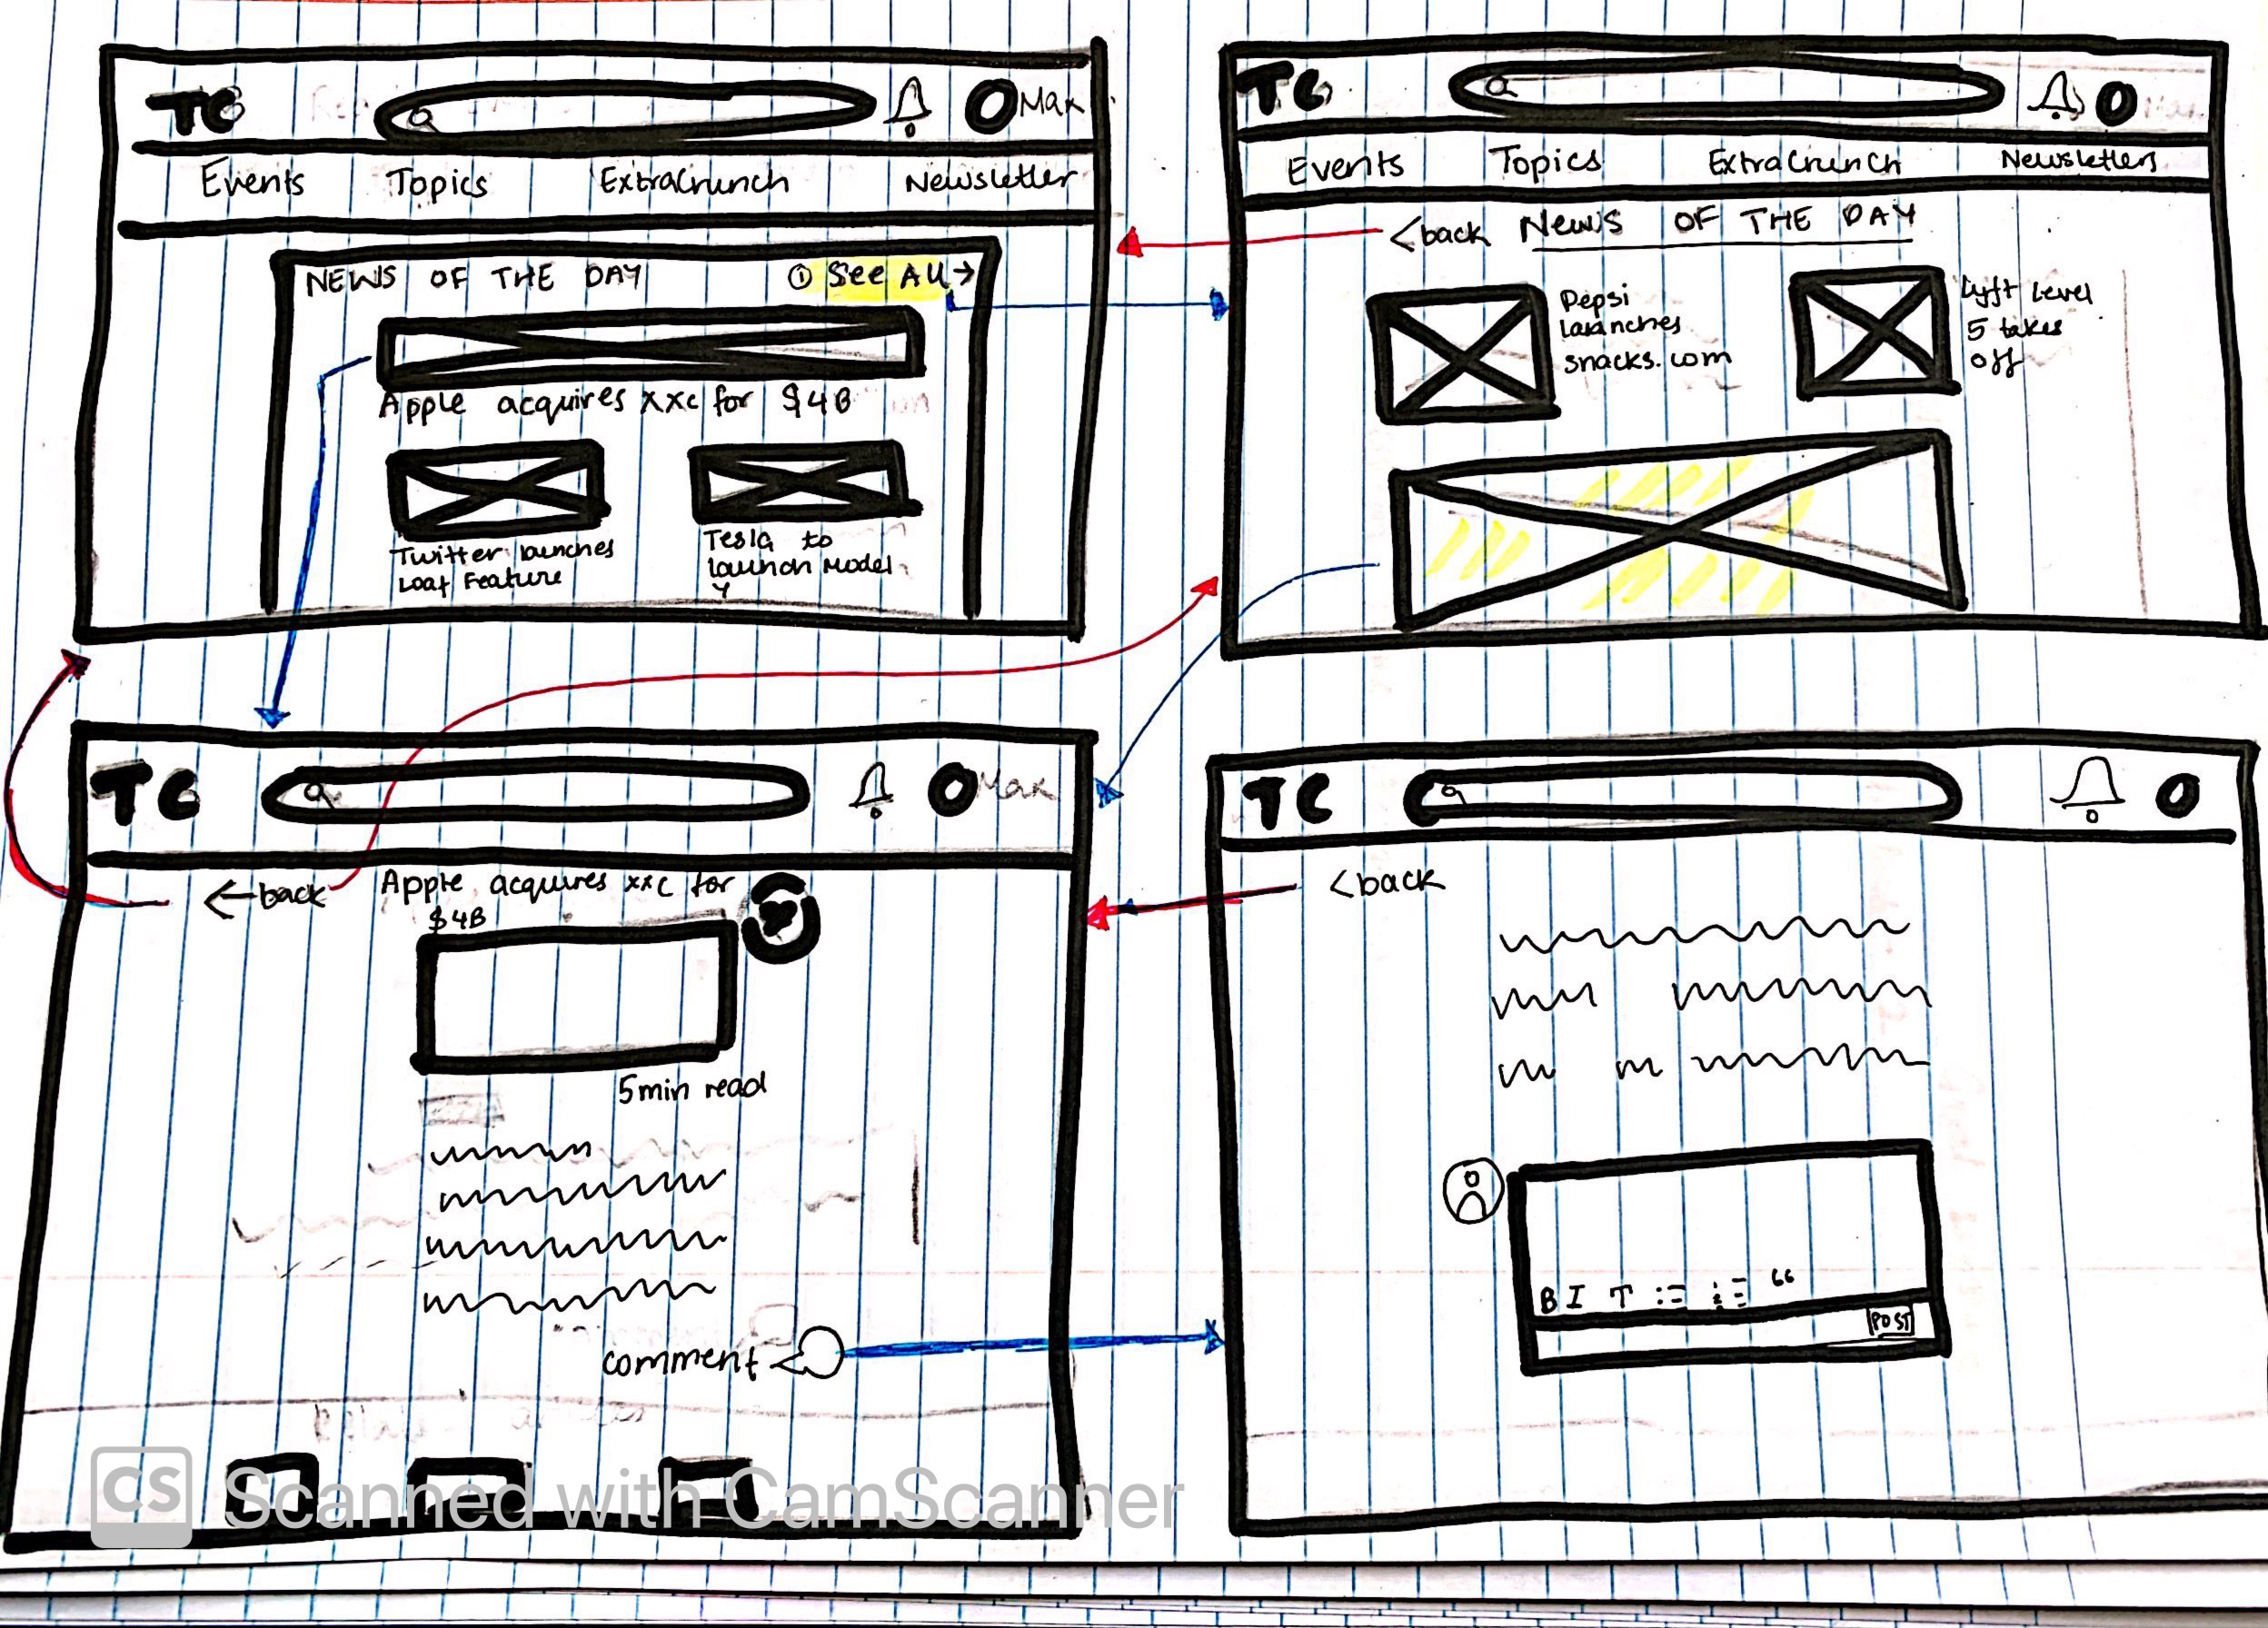 TC
Max
Events Topics ExtraCrunch Newsletter
NEWS OF THE DAY ① See All →
Apple acquires xxc for $4B
Twitter launches
Loaf Feature
Tesla to
launch Model
Y
TC
Events Topics ExtraCrunch Newsletters
<back News OF THE DAY
Pepsi
launches
snacks.com
Lyft Level
5 takes
off
TC
Max
←back Apple acquires xxc for
$4B
5min read
comment
TC
<back
B I T
POST
CS Scanned with CamScanner